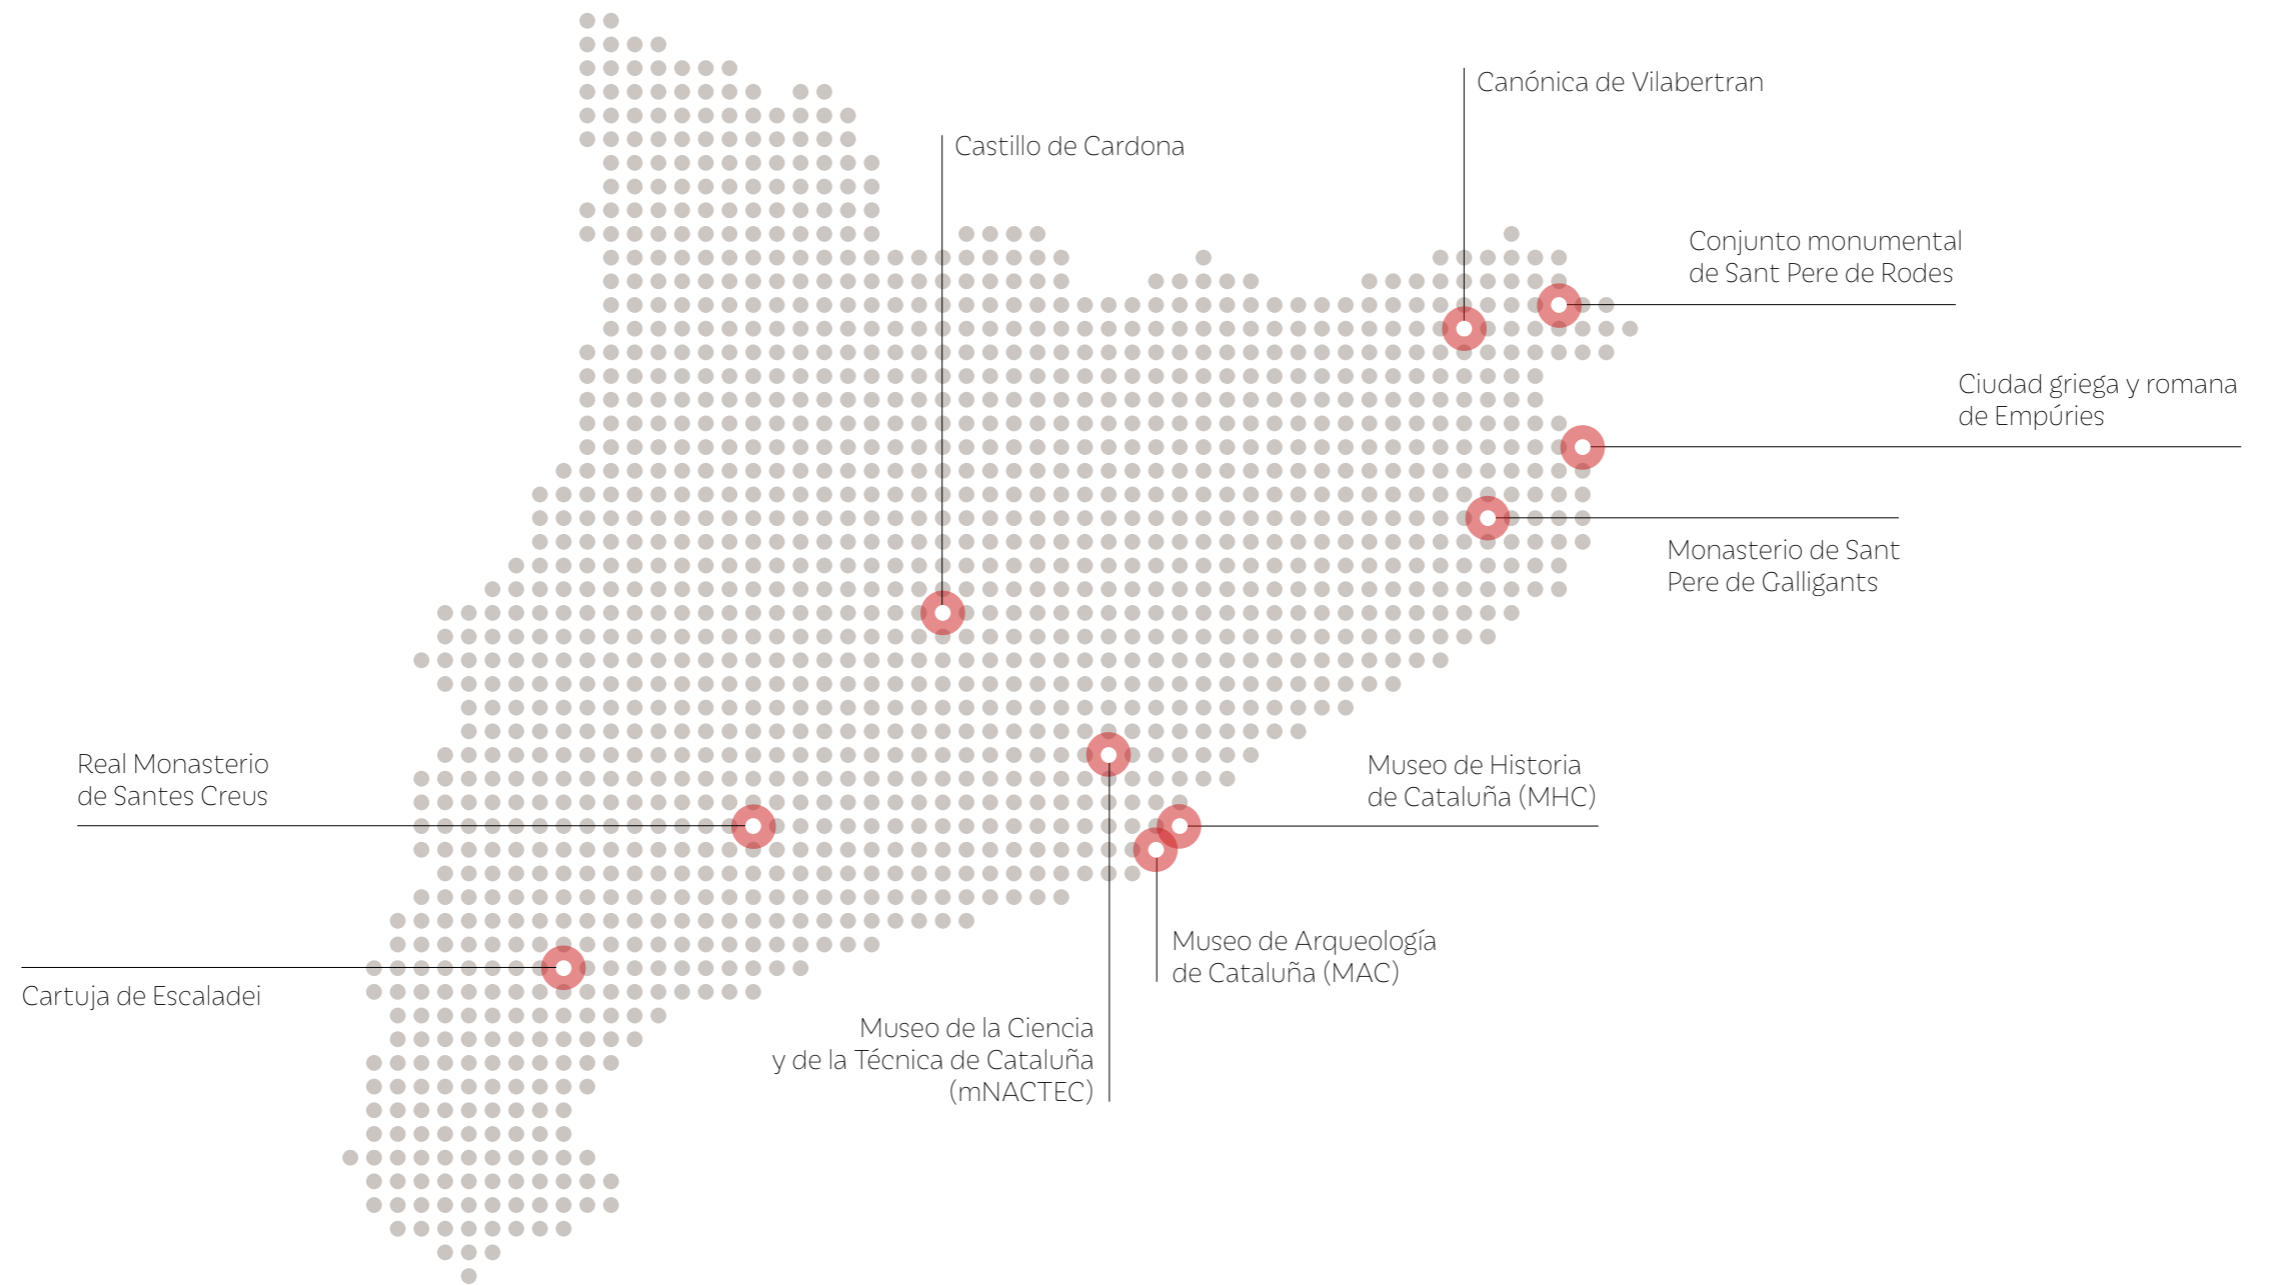 Canónica de Vilabertran
Castillo de Cardona
Conjunto monumental
de Sant Pere de Rodes
Ciudad griega y romana
de Empúries
Monasterio de Sant
Pere de Galligants
Real Monasterio
de Santes Creus
Museo de Historia
de Cataluña (MHC)
Museo de Arqueología
de Cataluña (MAC)
Cartuja de Escaladei
Museo de la Ciencia
y de la Técnica de Cataluña
(mNACTEC)